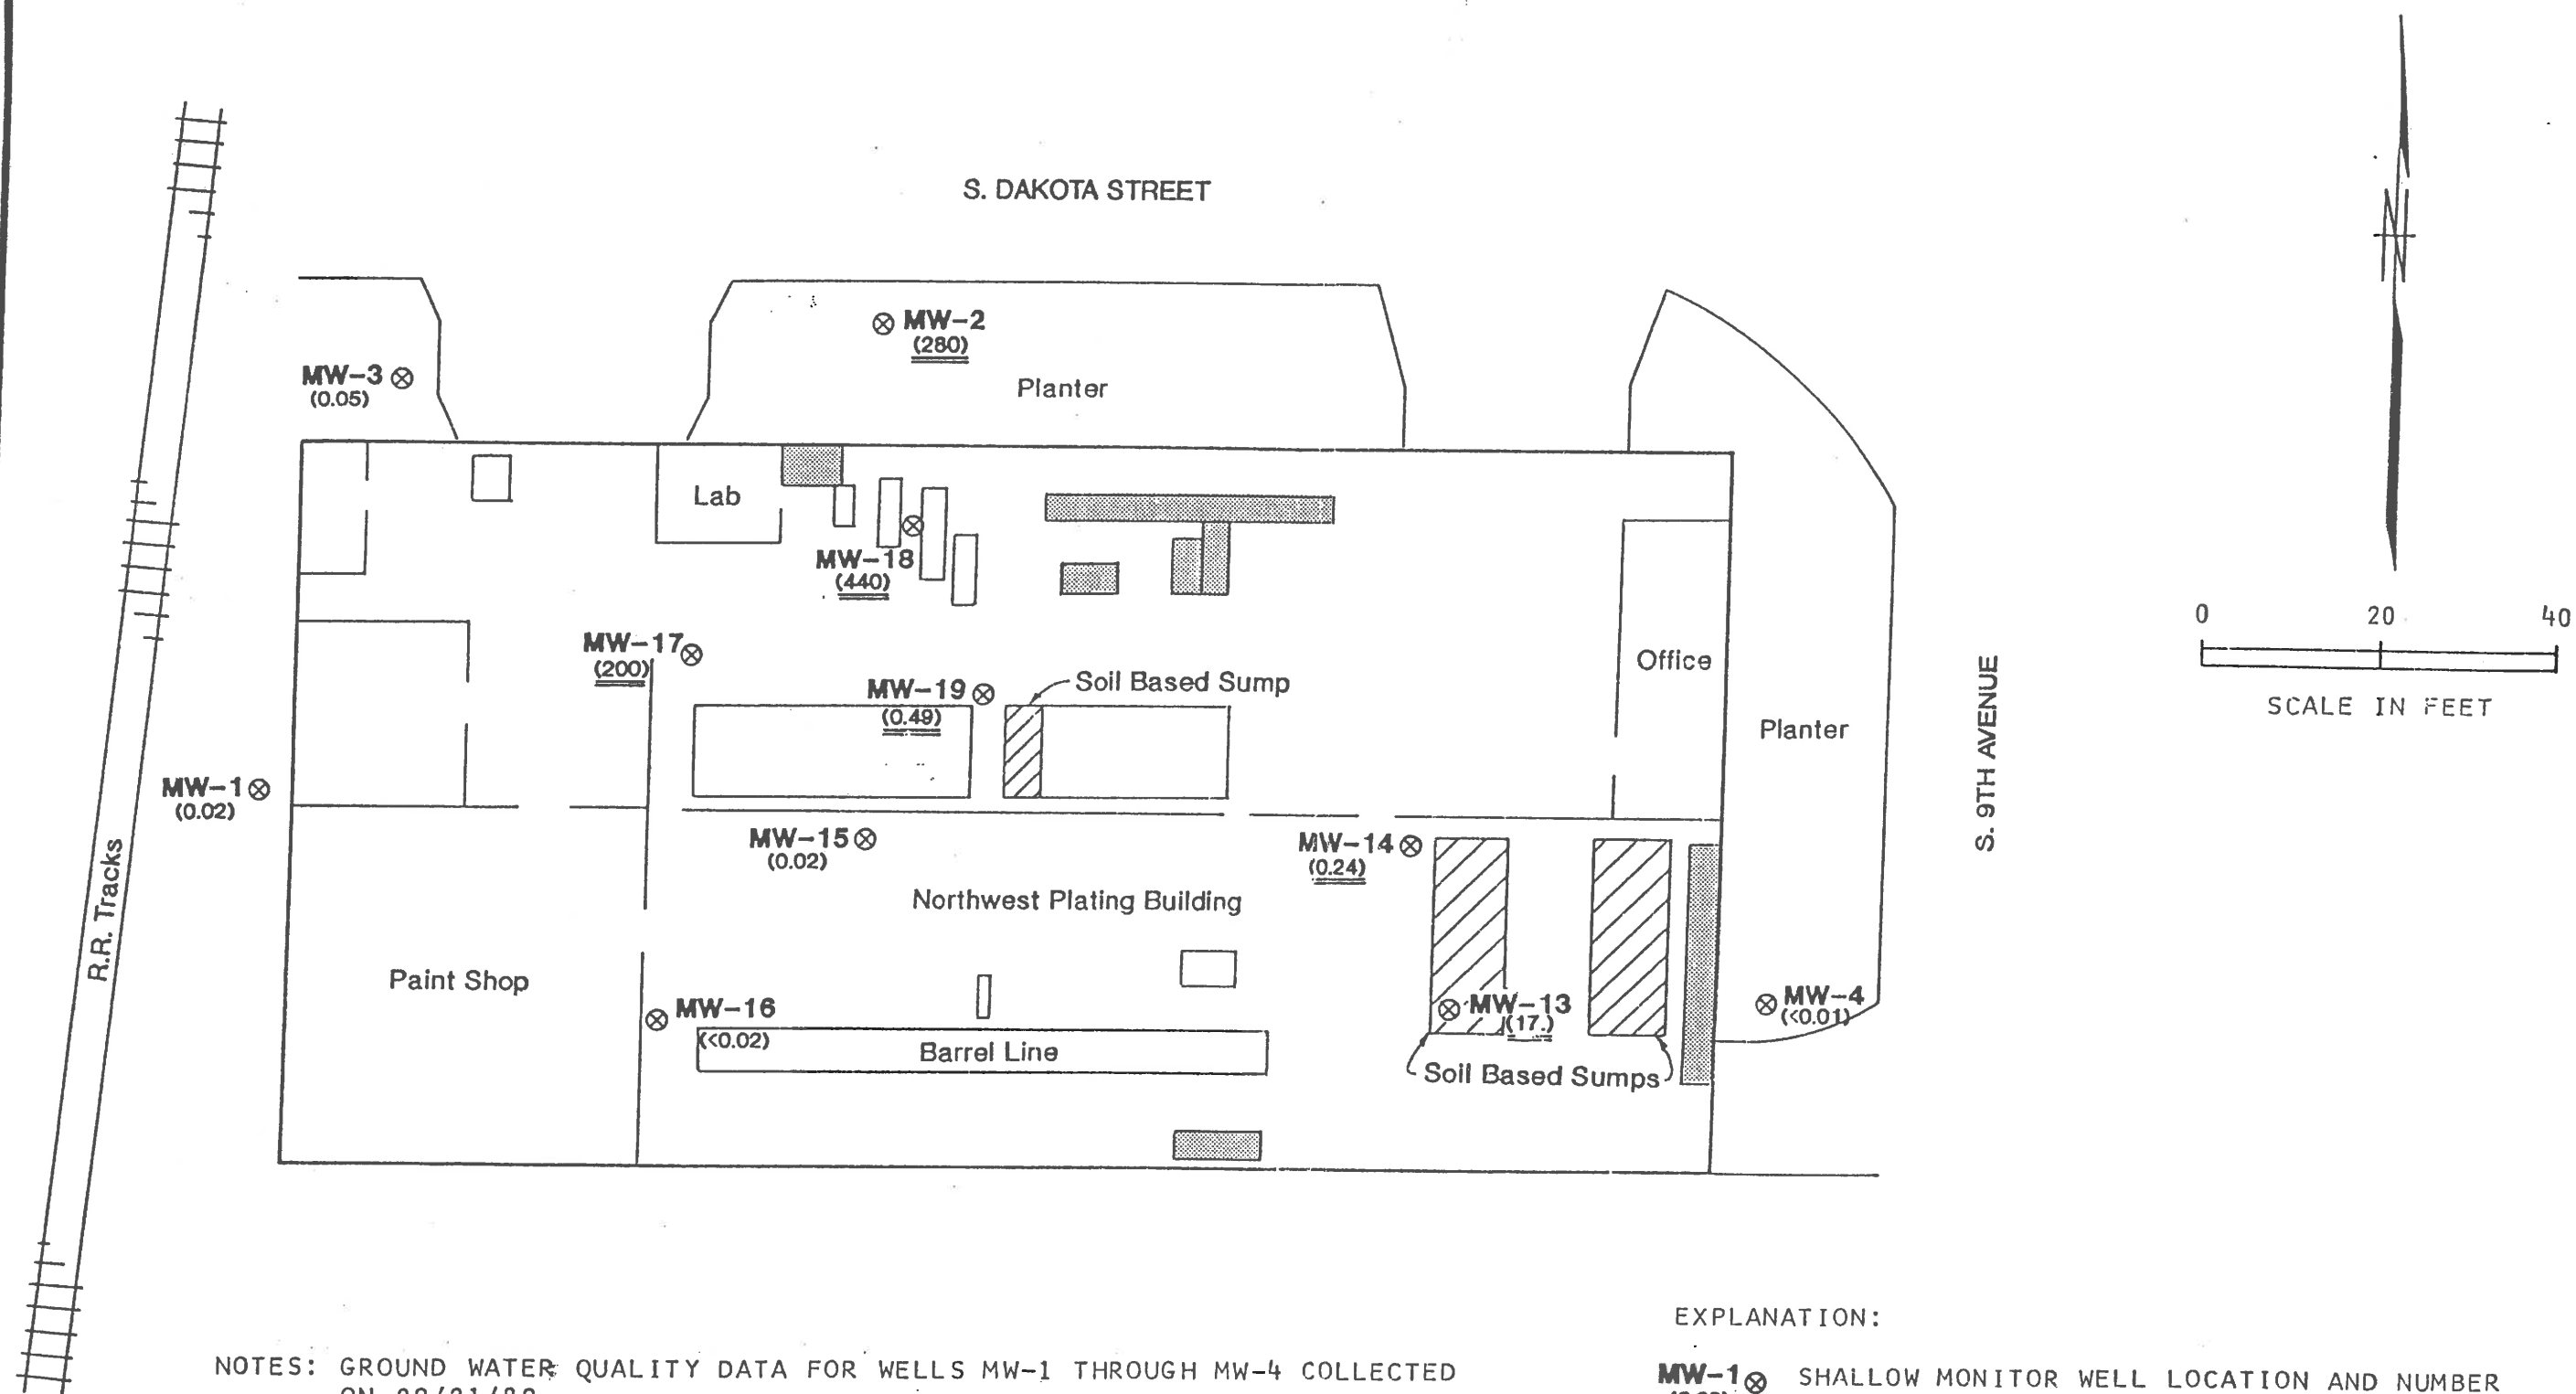 S. DAKOTA STREET
N
MW-2
(280)
MW-3
(0.05)
Planter
Lab
MW-18
(440)
0 20 40
SCALE IN FEET
MW-17
(200)
Office
MW-19
(0.49)
Soil Based Sump
Planter
S. 9TH AVENUE
MW-1
(0.02)
MW-15
(0.02)
MW-14
(0.24)
R.R. Tracks
Northwest Plating Building
Paint Shop
MW-16
(<0.02)
MW-13
(17.)
MW-4
(<0.01)
Barrel Line
Soil Based Sumps
EXPLANATION:
NOTES: GROUND WATER QUALITY DATA FOR WELLS MW-1 THROUGH MW-4 COLLECTED
MW-1 SHALLOW MONITOR WELL LOCATION AND NUMBER